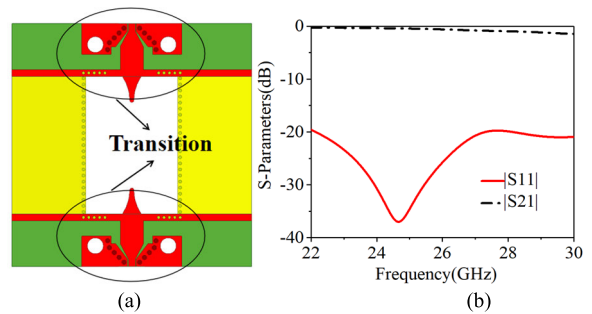 Transition
(a)
0
-10
-20
-30
-40
S-Parameters(dB)
|S11|
|S21|
22 24 26 28 30
Frequency(GHz)
(b)